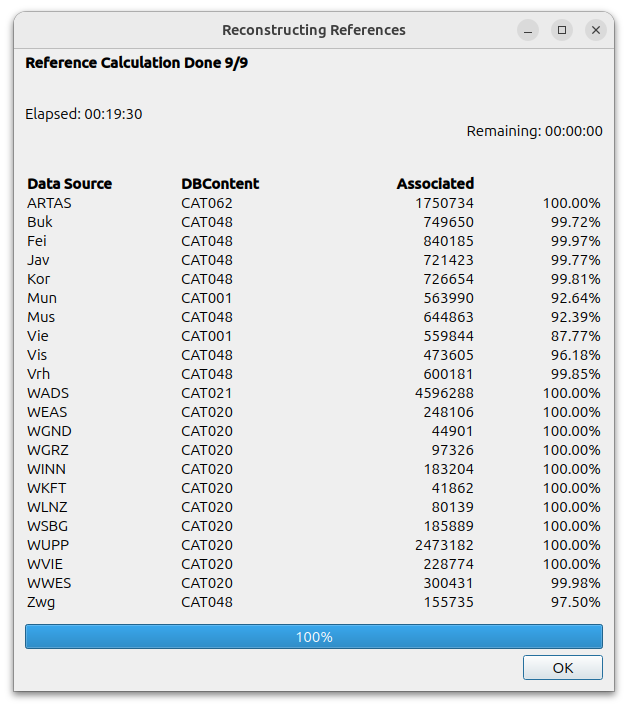 Reconstructing References
Reference Calculation Done 9/9
Elapsed: 00:19:30
Remaining: 00:00:00
Data Source DBContent Associated
ARTAS CAT062 1750734 100.00%
Buk CAT048 749650 99.72%
Fei CAT048 840185 99.97%
Jav CAT048 721423 99.77%
Kor CAT048 726654 99.81%
Mun CAT001 563990 92.64%
Mus CAT048 644863 92.39%
Vie CAT001 559844 87.77%
Vis CAT048 473605 96.18%
Vrh CAT048 600181 99.85%
WADS CAT021 4596288 100.00%
WEAS CAT020 248106 100.00%
WGND CAT020 44901 100.00%
WGRZ CAT020 97326 100.00%
WINN CAT020 183204 100.00%
WKFT CAT020 41862 100.00%
WLNZ CAT020 80139 100.00%
WSBG CAT020 185889 100.00%
WUPP CAT020 2473182 100.00%
WVIE CAT020 228774 100.00%
WWES CAT020 300431 99.98%
Zwg CAT048 155735 97.50%
100%
OK